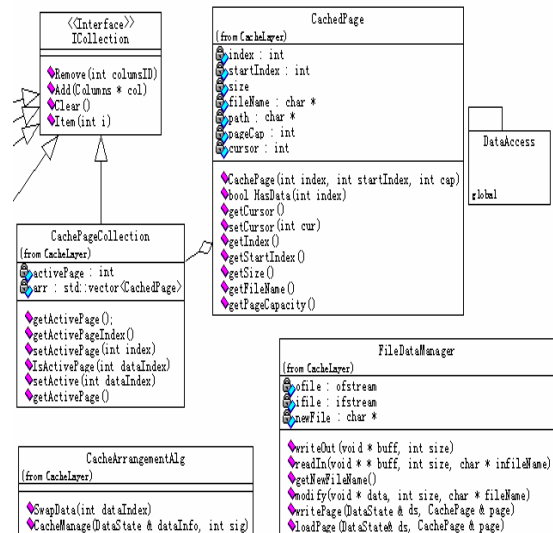 <<Interface>>
ICollection
Remove(int columsID)
Add(Columns * col)
Clear()
Item(int i)
CachedPage
(from CacheLayer)
index : int
startIndex : int
size
fileName : char *
path : char *
pageCap : int
cursor : int
CachePage(int index, int startIndex, int cap)
bool HasData(int index)
getCursor()
setCursor(int cur)
getIndex()
getStartIndex()
getSize()
getFileName()
getPageCapacity()
DataAccess
global
CachePageCollection
(from CacheLayer)
activePage : int
arr : std::vector<CachedPage>
getActivePage();
getActivePageIndex()
setActivePage(int index)
IsActivePage(int dataIndex)
setActive(int dataIndex)
getActivePage()
FileDataManager
(from CacheLayer)
ofile : ofstream
ifile : ifstream
newFile : char *
writeOut(void * buff, int size)
readIn(void * * buff, int size, char * infileName)
getNewFileName()
modify(void * data, int size, char * fileName)
writePage(DataState & ds, CachePage & page)
loadPage(DataState& ds, CachePage & page)
CacheArrangementAlg
(from CacheLayer)
SwapData(int dataIndex)
CacheManage(DataState & dataInfo, int sig)